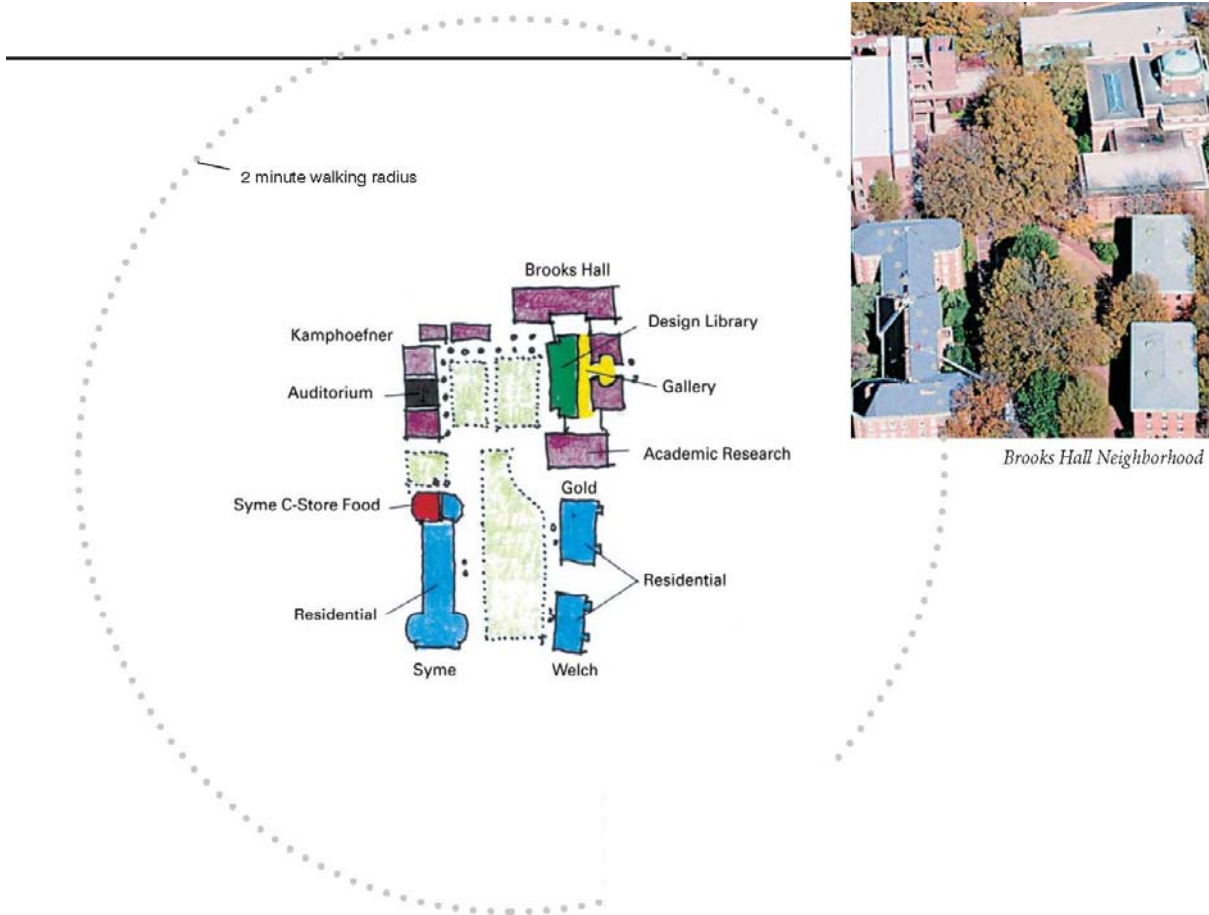 2 minute walking radius
Brooks Hall
Kamphoefner
Design Library
Auditorium
Gallery
Academic Research
Brooks Hall Neighborhood
Gold
Syme C-Store Food
Residential
Residential
Syme
Welch